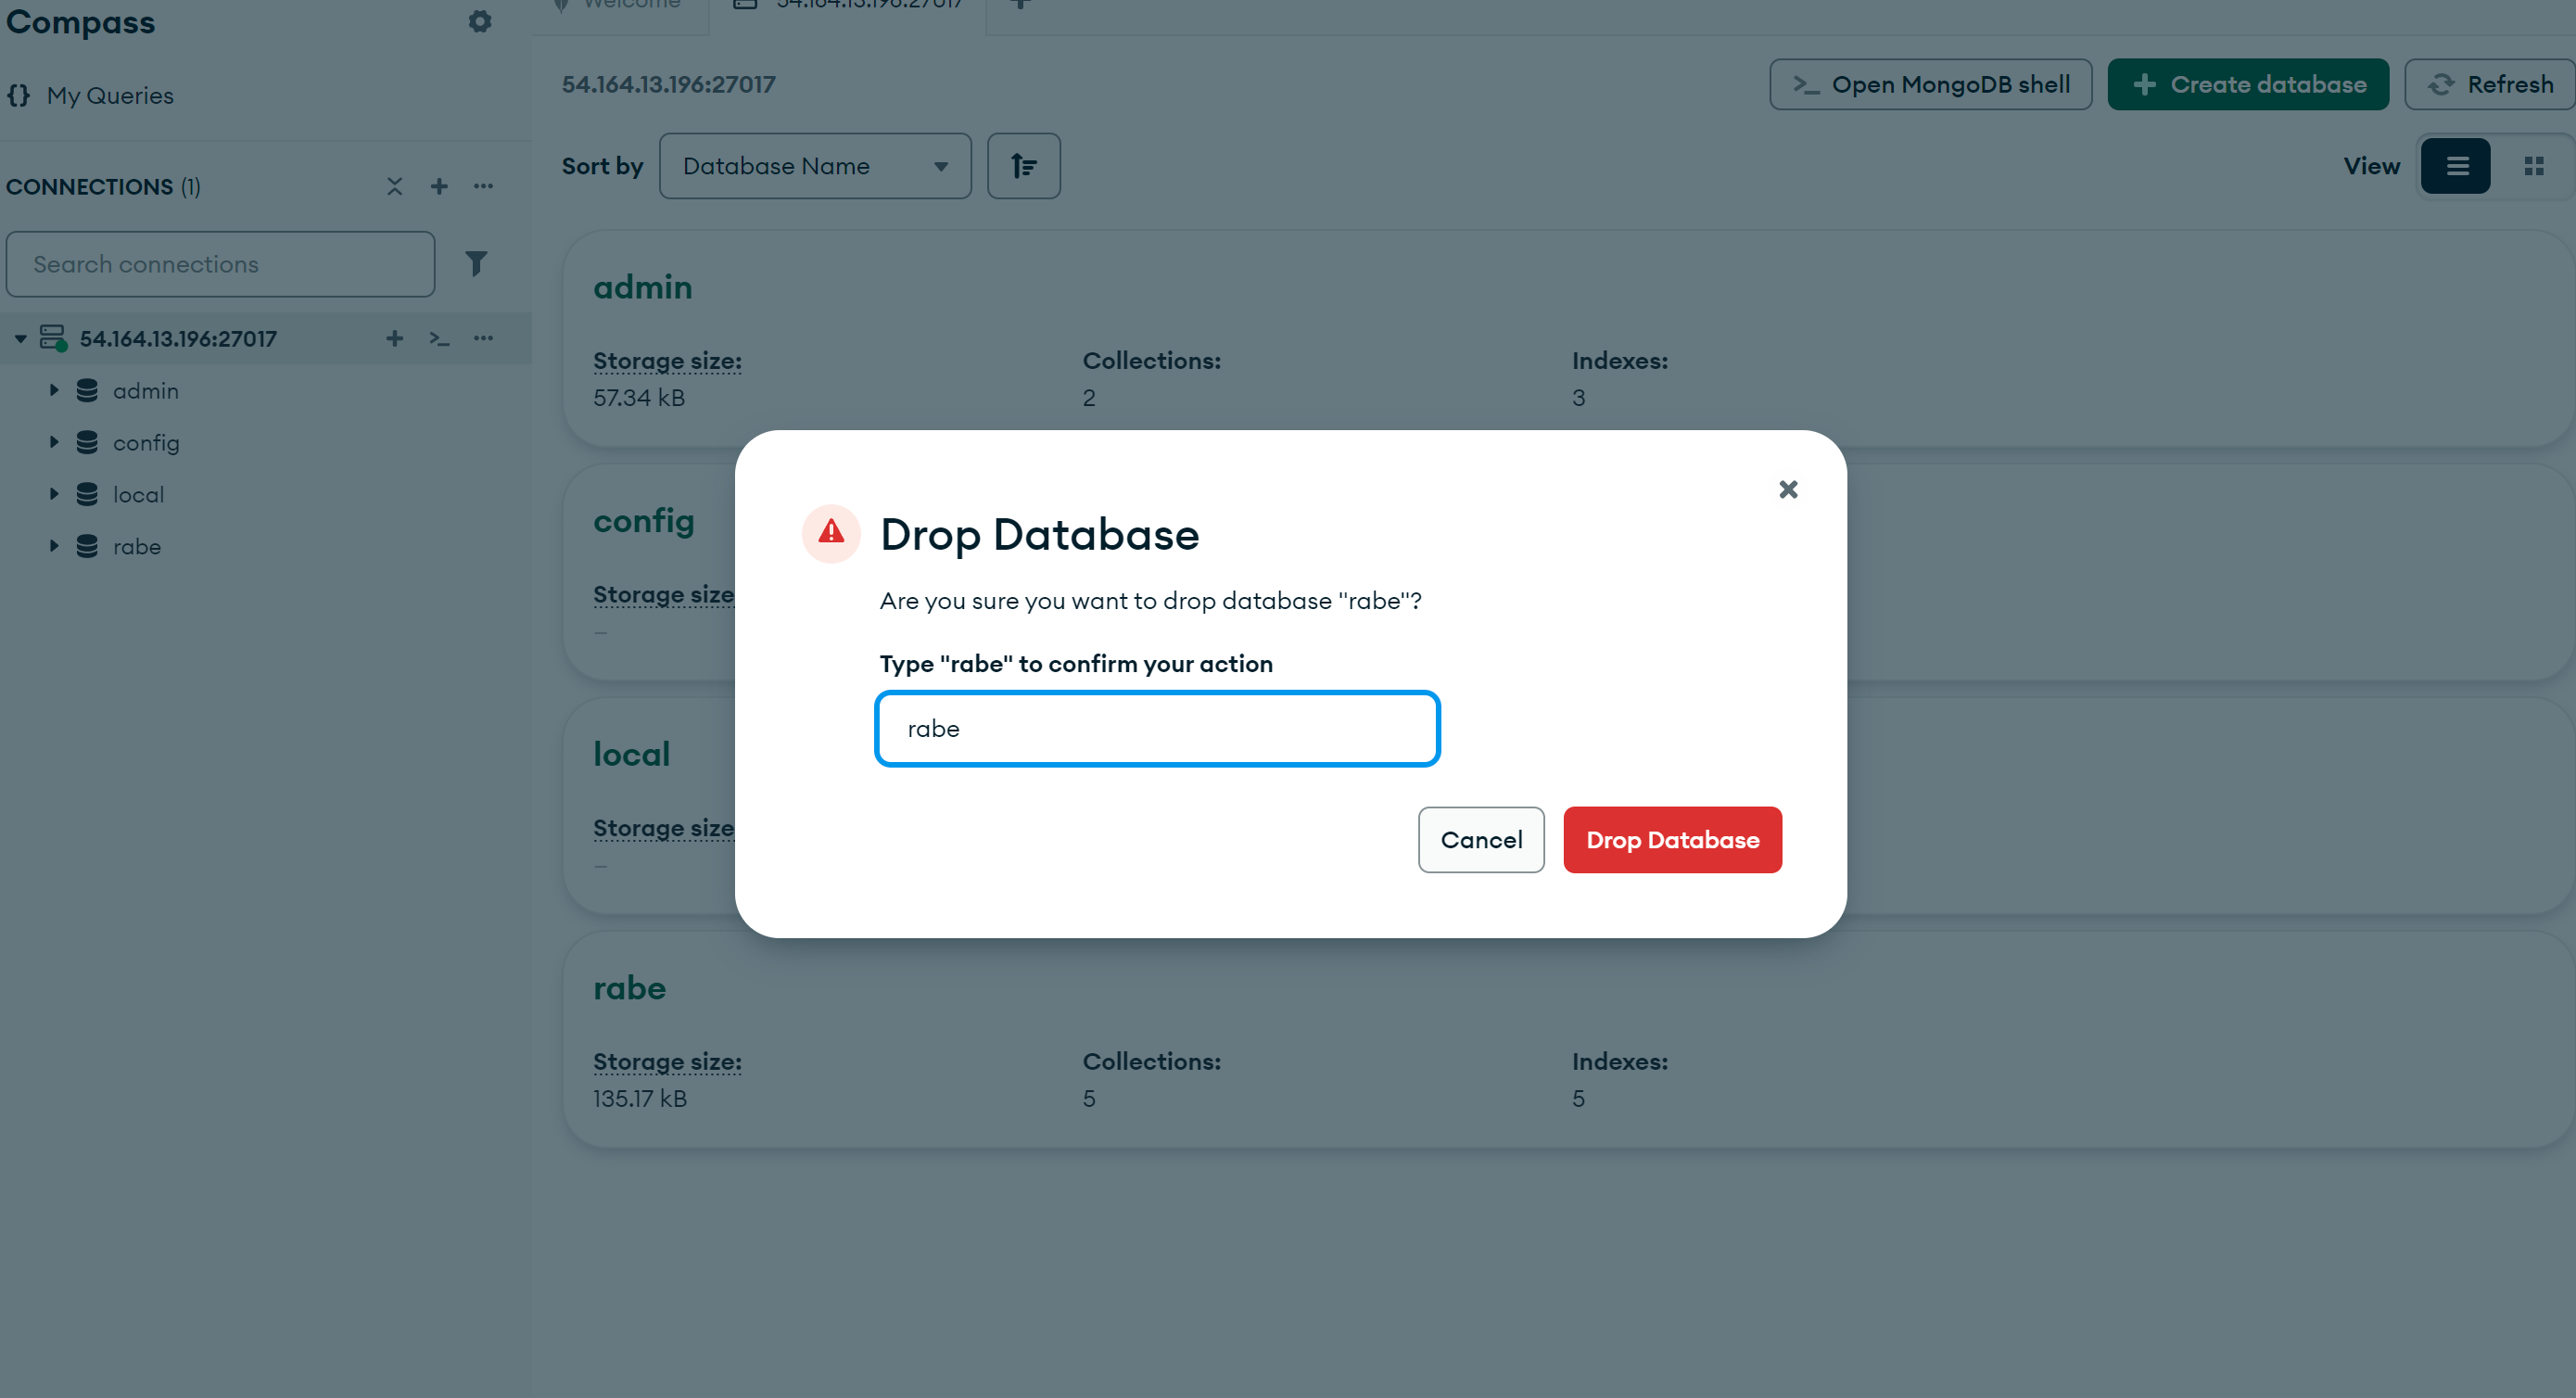 Compass
Welcome
54.164.13.196:27017
{} My Queries
54.164.13.196:27017
>_ Open MongoDB shell
Create database
Refresh
CONNECTIONS (1)
Sort by
Database Name
View
Search connections
54.164.13.196:27017
admin
config
local
rabe
admin
Storage size:
57.34 kB
Collections:
2
Indexes:
3
config
Storage size
–
local
Storage size
–
rabe
Storage size:
135.17 kB
Collections:
5
Indexes:
5
Drop Database
Are you sure you want to drop database "rabe"?
Type "rabe" to confirm your action
rabe
Cancel
Drop Database